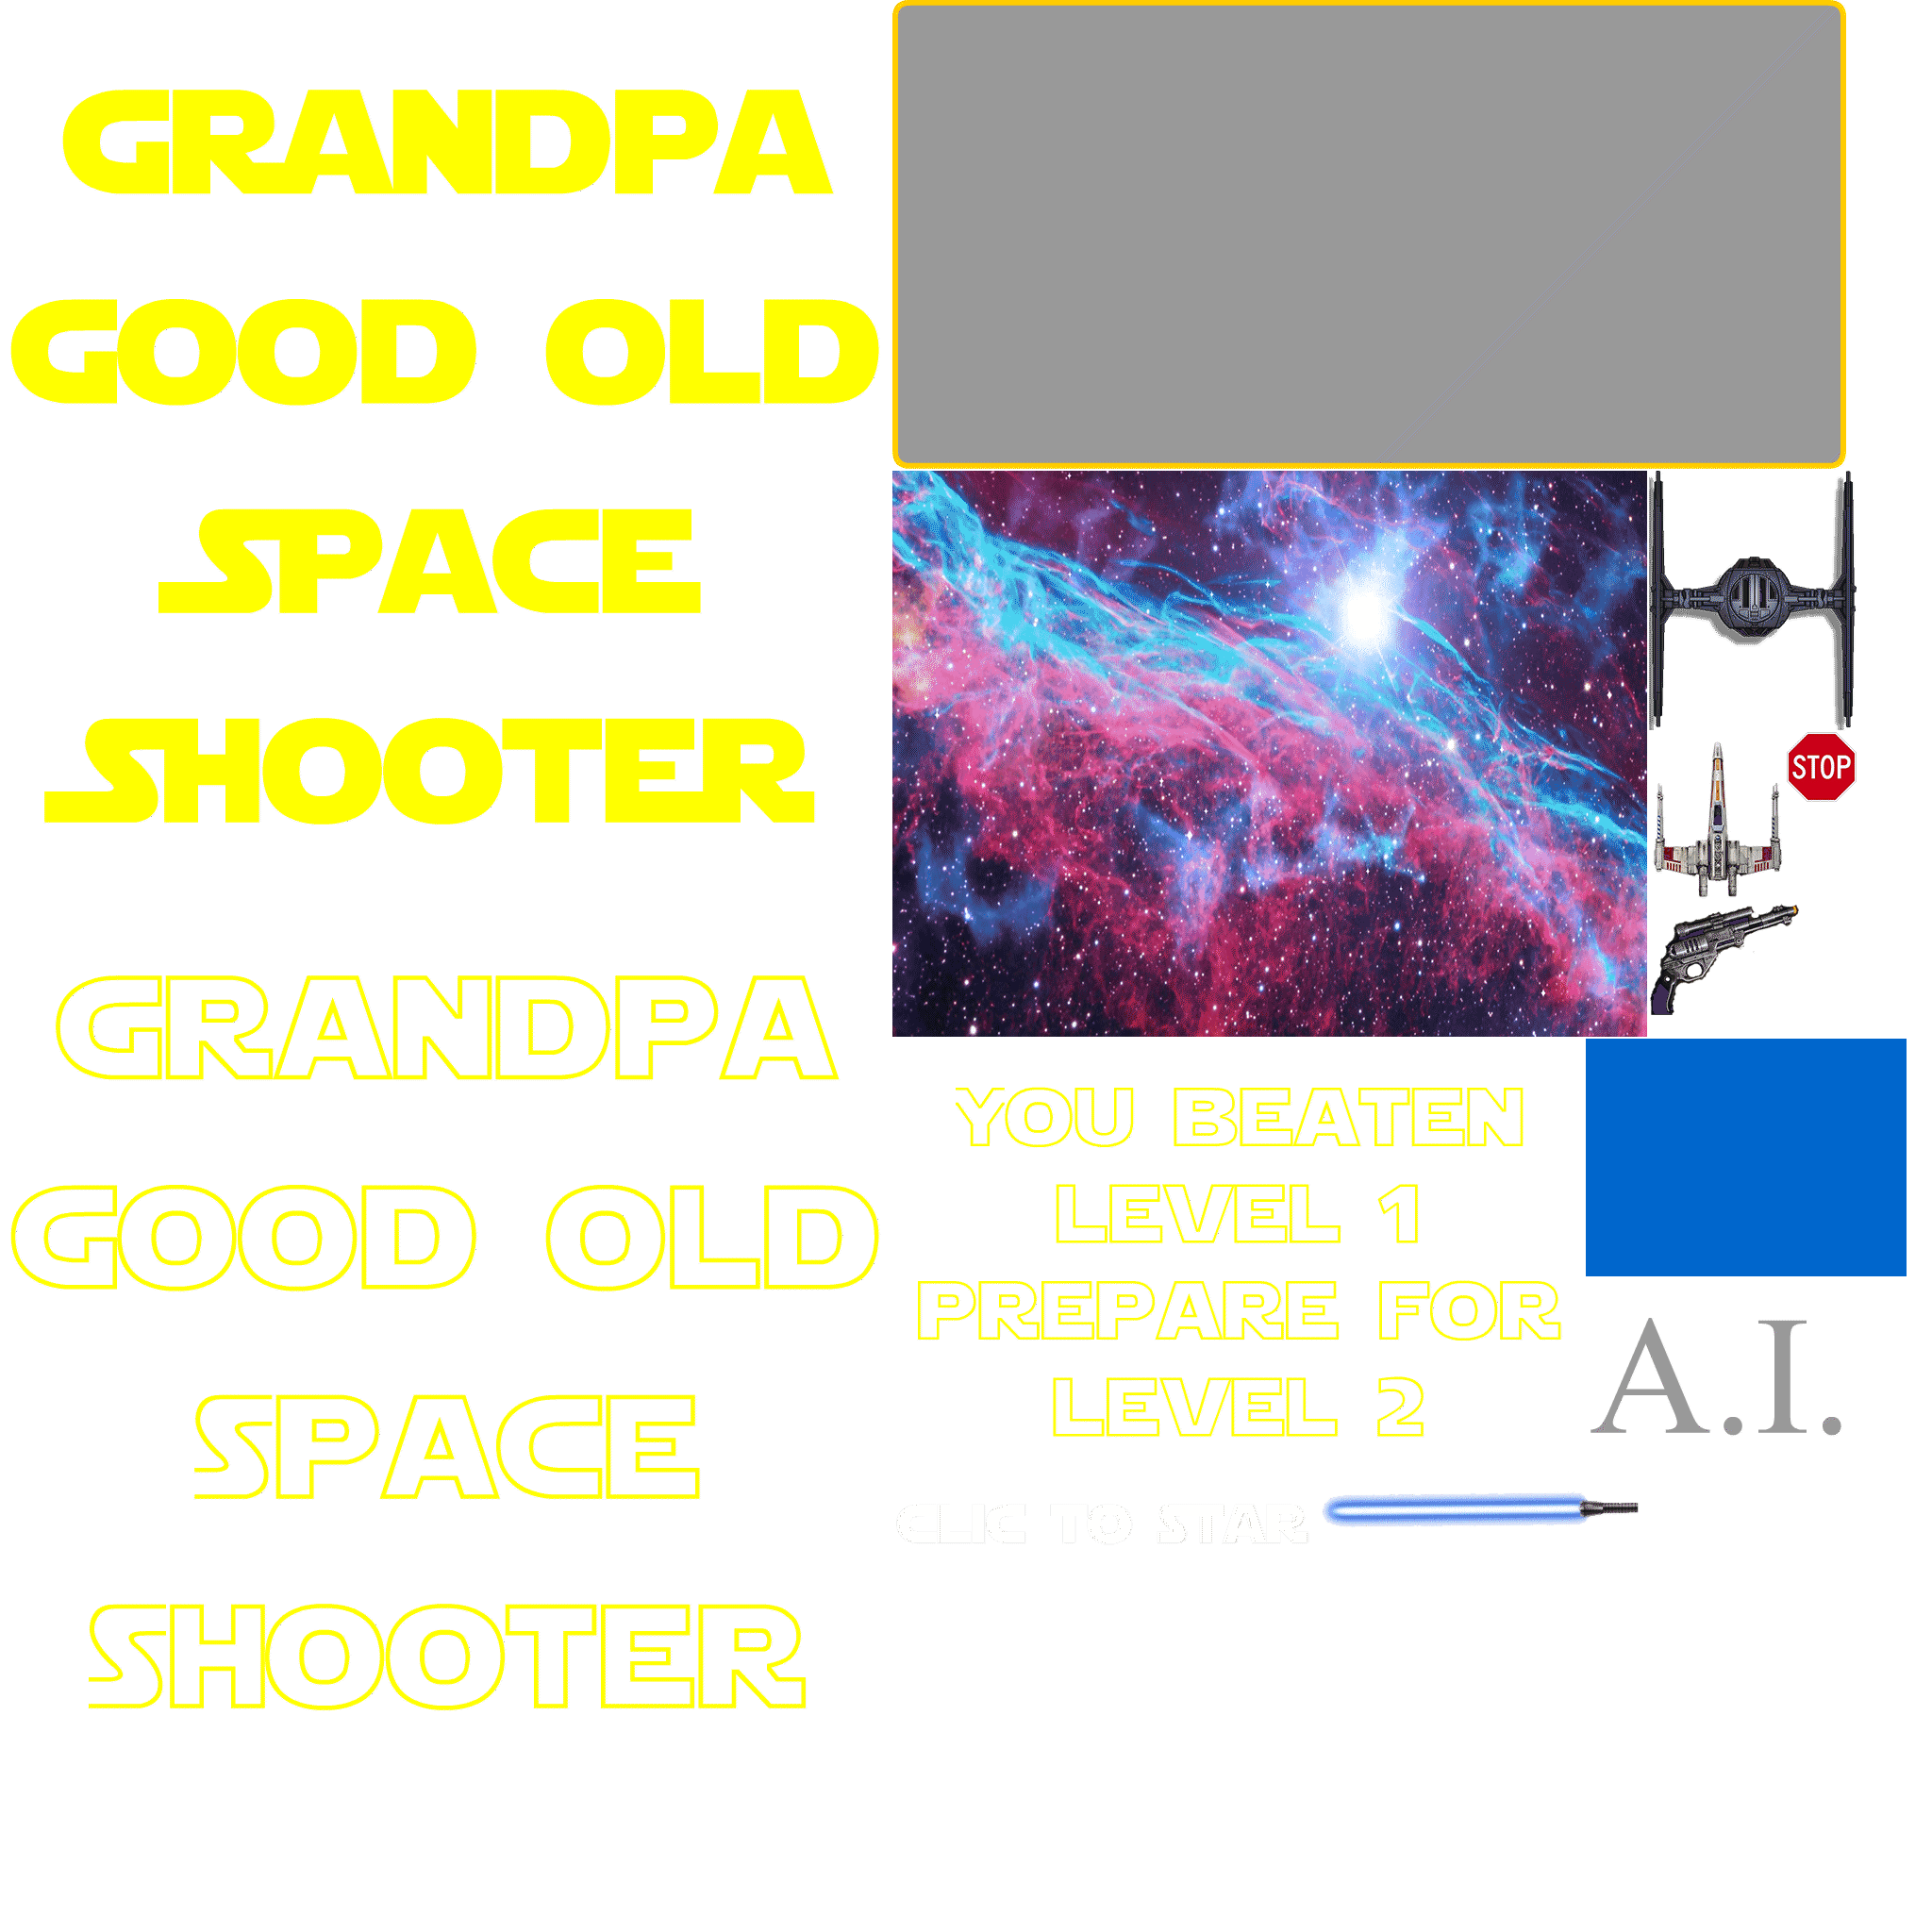 GRANDPA
GOOD OLD
SPACE
SHOOTER
GRANDPA
GOOD OLD
SPACE
SHOOTER
STOP
YOU BEATEN
LEVEL 1
PREPARE FOR
LEVEL 2
A.I.
CLIC TO STAR